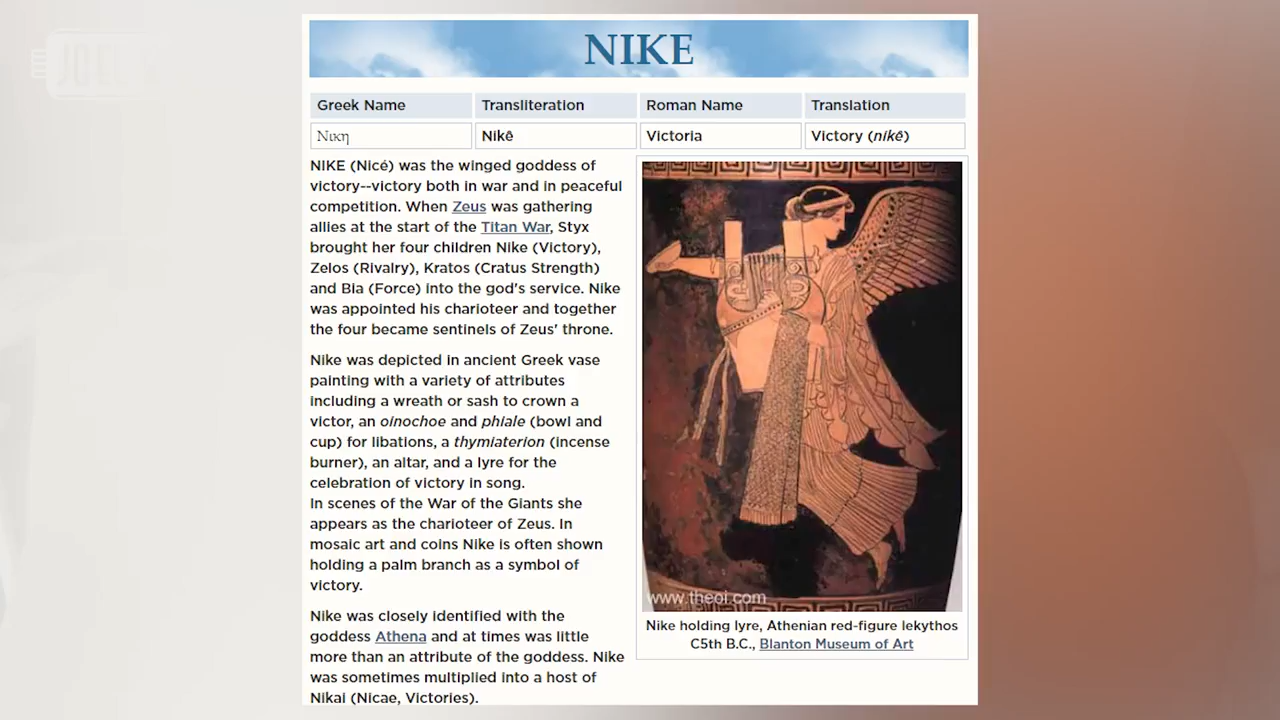 NIKE
Greek Name Transliteration Roman Name Translation
Νικη Nikê Victoria Victory (nikê)
NIKE (Nicé) was the winged goddess of
victory--victory both in war and in peaceful
competition. When Zeus was gathering
allies at the start of the Titan War, Styx
brought her four children Nike (Victory),
Zelos (Rivalry), Kratos (Cratus Strength)
and Bia (Force) into the god's service. Nike
was appointed his charioteer and together
the four became sentinels of Zeus' throne.
Nike was depicted in ancient Greek vase
painting with a variety of attributes
including a wreath or sash to crown a
victor, an oinochoe and phiale (bowl and
cup) for libations, a thymiaterion (incense
burner), an altar, and a lyre for the
celebration of victory in song.
In scenes of the War of the Giants she
appears as the charioteer of Zeus. In
mosaic art and coins Nike is often shown
holding a palm branch as a symbol of
victory.
Nike was closely identified with the
goddess Athena and at times was little
more than an attribute of the goddess. Nike
was sometimes multiplied into a host of
Nikai (Nicae, Victories).
www.theoi.com
Nike holding lyre, Athenian red-figure lekythos
C5th B.C., Blanton Museum of Art